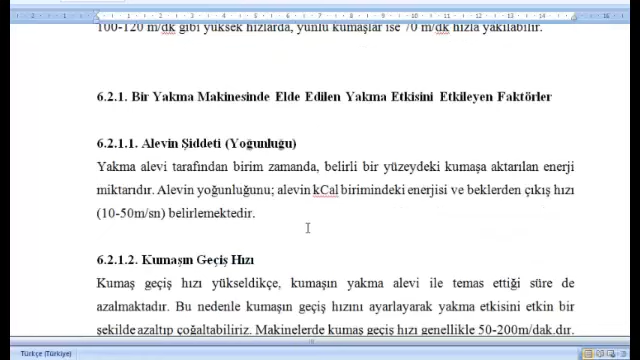 100-120 m/dk gibi yüksek hızlarda, yünlü kumaşlar ise 70 m/dk hızla yakılabilir.
6.2.1. Bir Yakma Makinesinde Elde Edilen Yakma Etkisini Etkileyen Faktörler
6.2.1.1. Alevin Şiddeti (Yoğunluğu)
Yakma alevi tarafından birim zamanda, belirli bir yüzeydeki kumaşa aktarılan enerji
miktarıdır. Alevin yoğunluğunu; alevin kCal birimindeki enerjisi ve beklerden çıkış hızı
(10-50m/sn) belirlemektedir.
6.2.1.2. Kumaşın Geçiş Hızı
Kumaş geçiş hızı yükseldikçe, kumaşın yakma alevi ile temas ettiği süre de
azalmaktadır. Bu nedenle kumaşın geçiş hızını ayarlayarak yakma etkisini etkin bir
şekilde azaltıp çoğaltabiliriz. Makinelerde kumaş geçiş hızı genellikle 50-200m/dak.dır.
Türkçe (Türkiye)